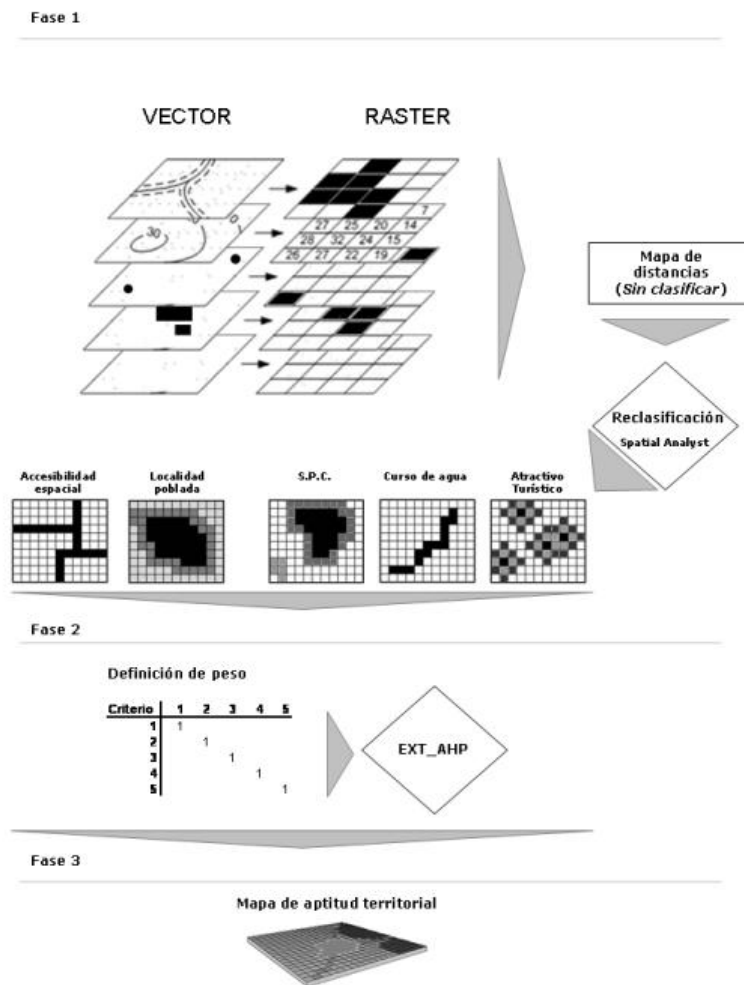 Fase 1
VECTOR
RASTER
30
0
7
27 25 20 14
28 32 24 15
26 27 22 19
Mapa de
distancias
(Sin clasificar)
Reclasificación
Spatial Analyst
Accesibilidad
espacial
Localidad
poblada
S.P.C.
Curso de agua
Atractivo
Turístico
Fase 2
Definición de peso
Criterio 1 2 3 4 5
1 1
2 1
3 1
4 1
5 1
EXT_AHP
Fase 3
Mapa de aptitud territorial